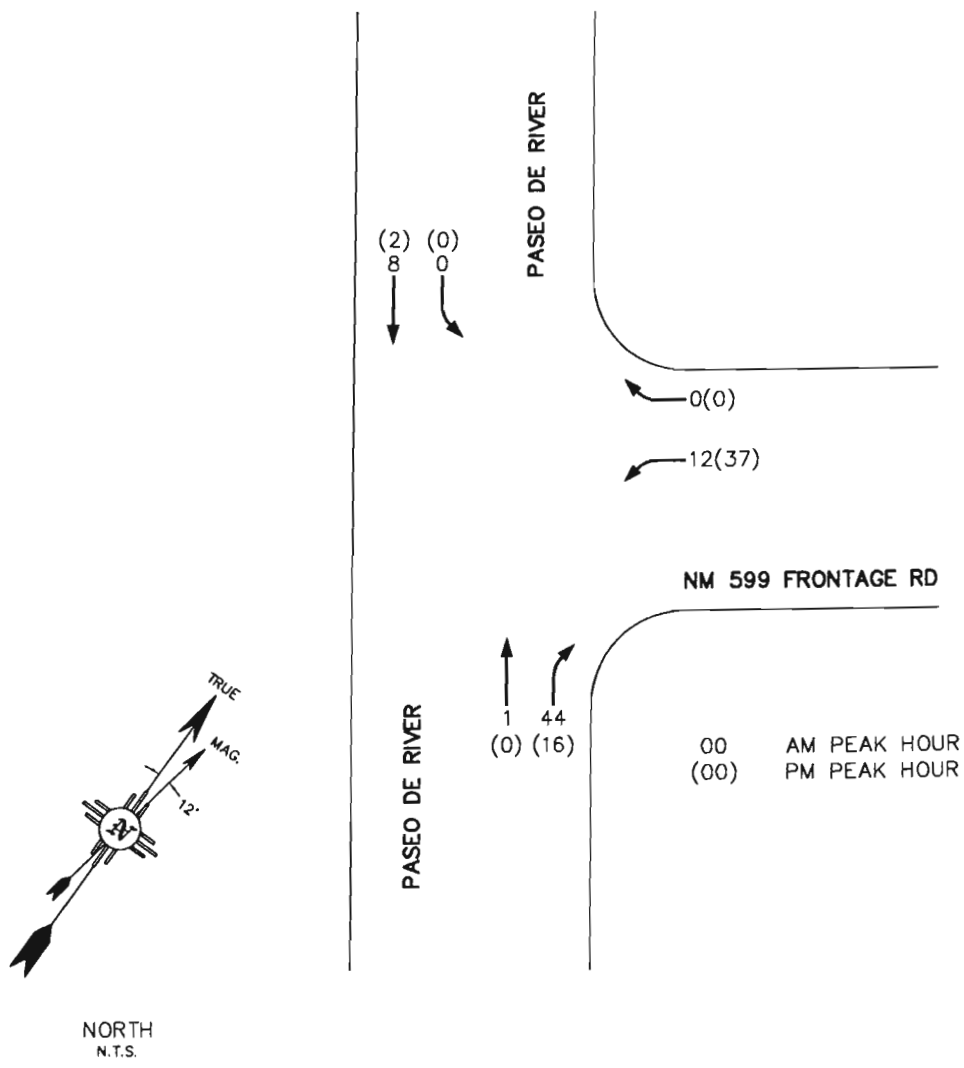 PASEO DE RIVER
(2) (0)
8 0
0(0)
12(37)
NM 599 FRONTAGE RD
TRUE
MAG.
12°
N
PASEO DE RIVER
1 44
(0) (16)
00 AM PEAK HOUR
(00) PM PEAK HOUR
NORTH
N.T.S.